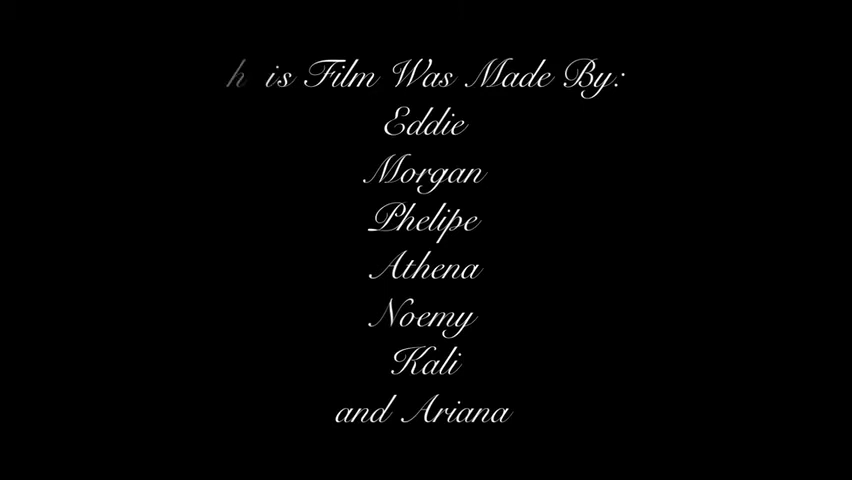 h is Film Was Made By:
Eddie
Morgan
Phelipe
Athena
Noemy
Kali
and Ariana